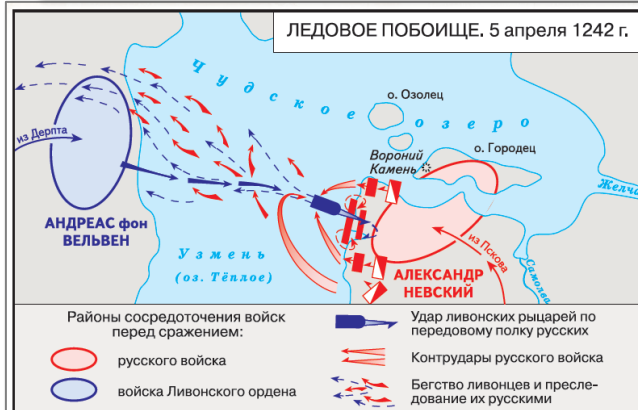 ЛЕДОВОЕ ПОБОИЩЕ. 5 апреля 1242 г.
Чудское озеро
о. Озолец
о. Городец
Вороний
Камень
Желча
из Дерпта
АНДРЕАС фон
ВЕЛЬВЕН
Узмень
(оз. Тёплое)
из Пскова
Самолва
АЛЕКСАНДР
НЕВСКИЙ
Районы сосредоточения войск
перед сражением:
русского войска
войска Ливонского ордена
Удар ливонских рыцарей по
передовому полку русских
Контрудары русского войска
Бегство ливонцев и пресле-
дование их русскими